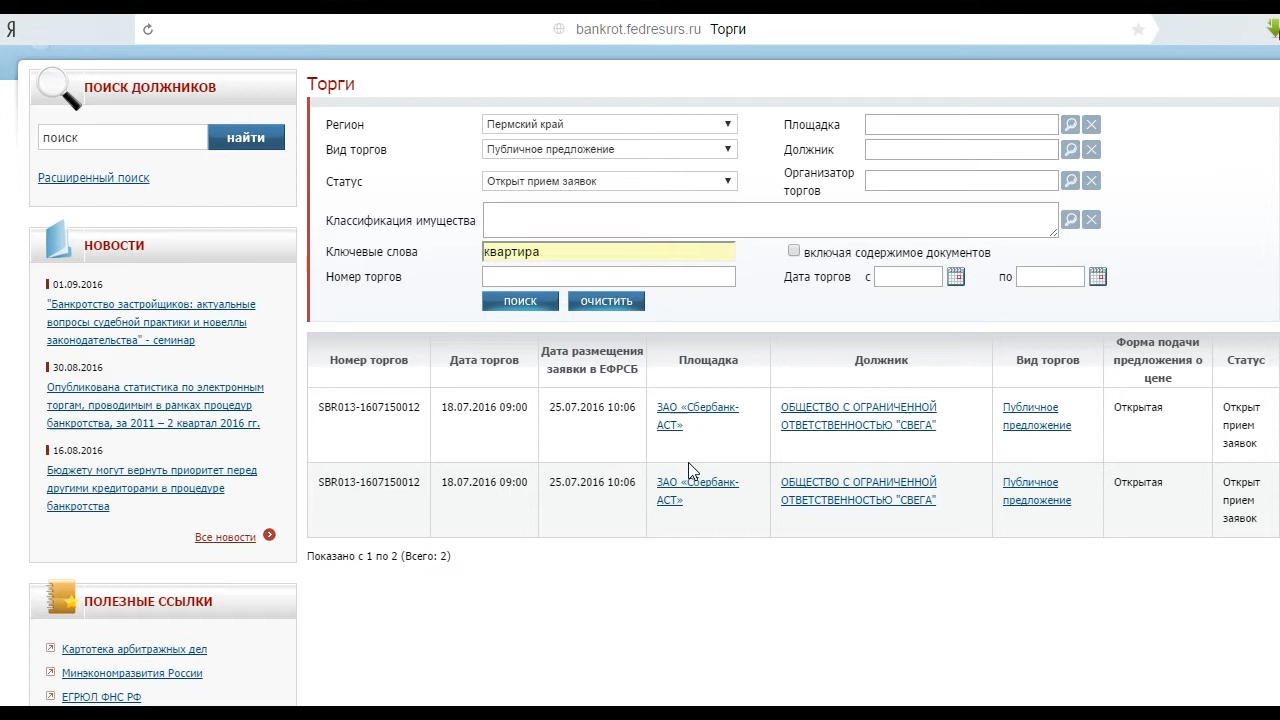 Я
bankrot.fedresurs.ru Торги
ПОИСК ДОЛЖНИКОВ
поиск
найти
Расширенный поиск
НОВОСТИ
01.09.2016
"Банкротство застройщиков: актуальные
вопросы судебной практики и новеллы
законодательства" - семинар
30.08.2016
Опубликована статистика по электронным
торгам, проводимым в рамках процедур
банкротства, за 2011 – 2 квартал 2016 гг.
16.08.2016
Бюджету могут вернуть приоритет перед
другими кредиторами в процедуре
банкротства
Все новости
ПОЛЕЗНЫЕ ССЫЛКИ
Картотека арбитражных дел
Минэкономразвития России
ЕГРЮЛ ФНС РФ
Торги
Регион
Пермский край
Площадка
Вид торгов
Публичное предложение
Должник
Статус
Открыт прием заявок
Организатор
торгов
Классификация имущества
Ключевые слова
квартира
включая содержимое документов
Номер торгов
Дата торгов с
по
ПОИСК
ОЧИСТИТЬ
Номер торгов
Дата торгов
Дата размещения
заявки в ЕФРСБ
Площадка
Должник
Вид торгов
Форма подачи
предложения о
цене
Статус
SBR013-1607150012
18.07.2016 09:00
25.07.2016 10:06
ЗАО «Сбербанк-
АСТ»
ОБЩЕСТВО С ОГРАНИЧЕННОЙ
ОТВЕТСТВЕННОСТЬЮ "СВЕГА"
Публичное
предложение
Открытая
Открыт
прием
заявок
SBR013-1607150012
18.07.2016 09:00
25.07.2016 10:06
ЗАО «Сбербанк-
АСТ»
ОБЩЕСТВО С ОГРАНИЧЕННОЙ
ОТВЕТСТВЕННОСТЬЮ "СВЕГА"
Публичное
предложение
Открытая
Открыт
прием
заявок
Показано с 1 по 2 (Всего: 2)